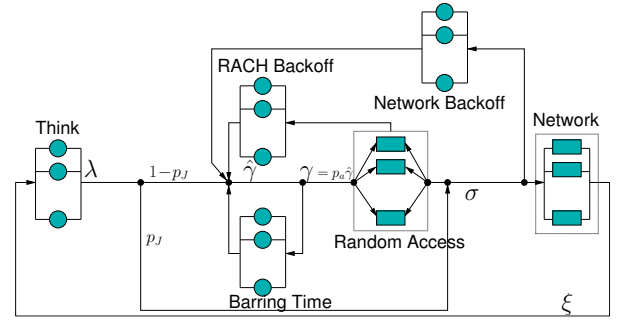 RACH Backoff
Network Backoff
Network
Think
λ
1−p_J
γ̂
γ = p_a γ̂
σ
p_J
Random Access
Barring Time
ξ